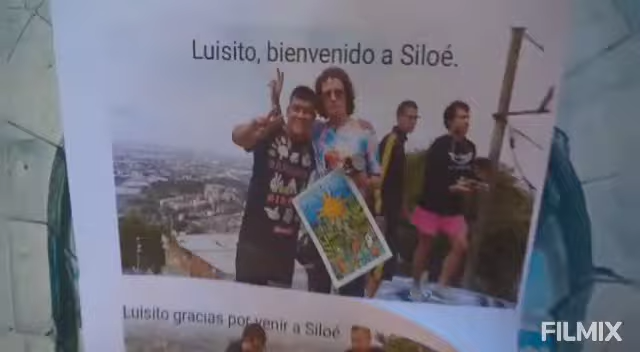 Luisito, bienvenido a Siloé.
Luisito gracias por venir a Siloé
FILMIX